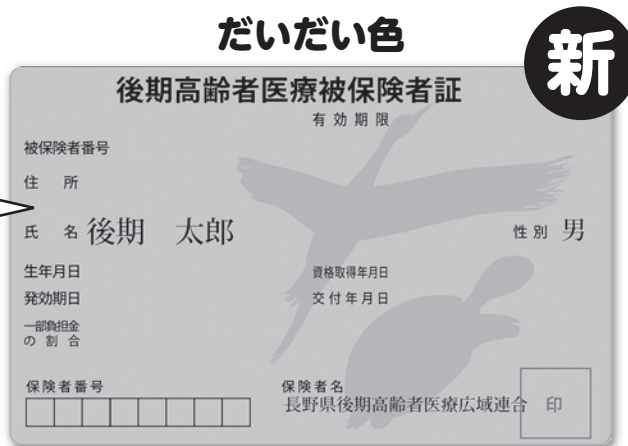 だいだい色
新
後期高齢者医療被保険者証
有効期限
被保険者番号
住 所
氏 名 後期 太郎 性別 男
生年月日 資格取得年月日
発効期日 交付年月日
一部負担金
の割合
保険者番号 保険者名
長野県後期高齢者医療広域連合 印